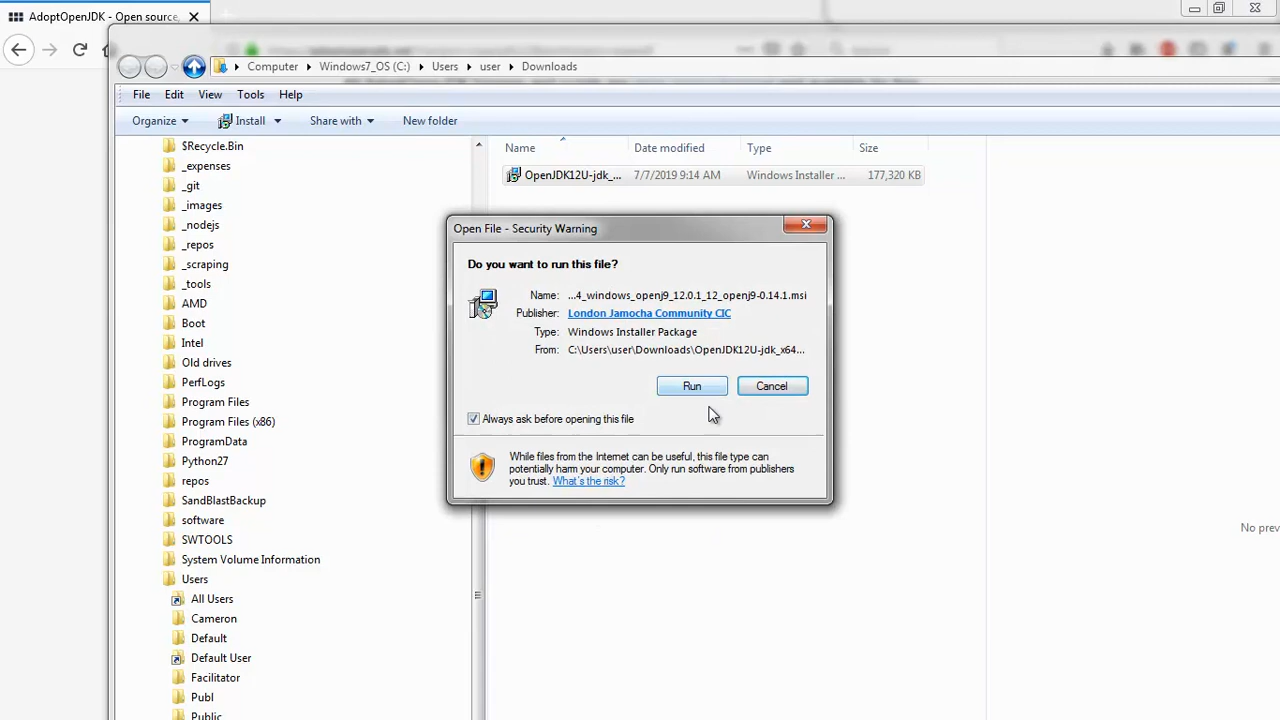 AdoptOpenJDK - Open source,
Computer Windows7_OS (C:) Users user Downloads
File Edit View Tools Help
Organize Install Share with New folder
$Recycle.Bin
_expenses
_git
_images
_nodejs
_repos
_scraping
_tools
AMD
Boot
Intel
Old drives
PerfLogs
Program Files
Program Files (x86)
ProgramData
Python27
repos
SandBlastBackup
software
SWTOOLS
System Volume Information
Users
All Users
Cameron
Default
Default User
Facilitator
Publ
Public
Name Date modified Type Size
OpenJDK12U-jdk_... 7/7/2019 9:14 AM Windows Installer ... 177,320 KB
Open File - Security Warning
Do you want to run this file?
Name: ...4_windows_openj9_12.0.1_12_openj9-0.14.1.msi
Publisher: London Jamocha Community CIC
Type: Windows Installer Package
From: C:\Users\user\Downloads\OpenJDK12U-jdk_x64...
Run Cancel
Always ask before opening this file
While files from the Internet can be useful, this file type can
potentially harm your computer. Only run software from publishers
you trust. What's the risk?
No prev